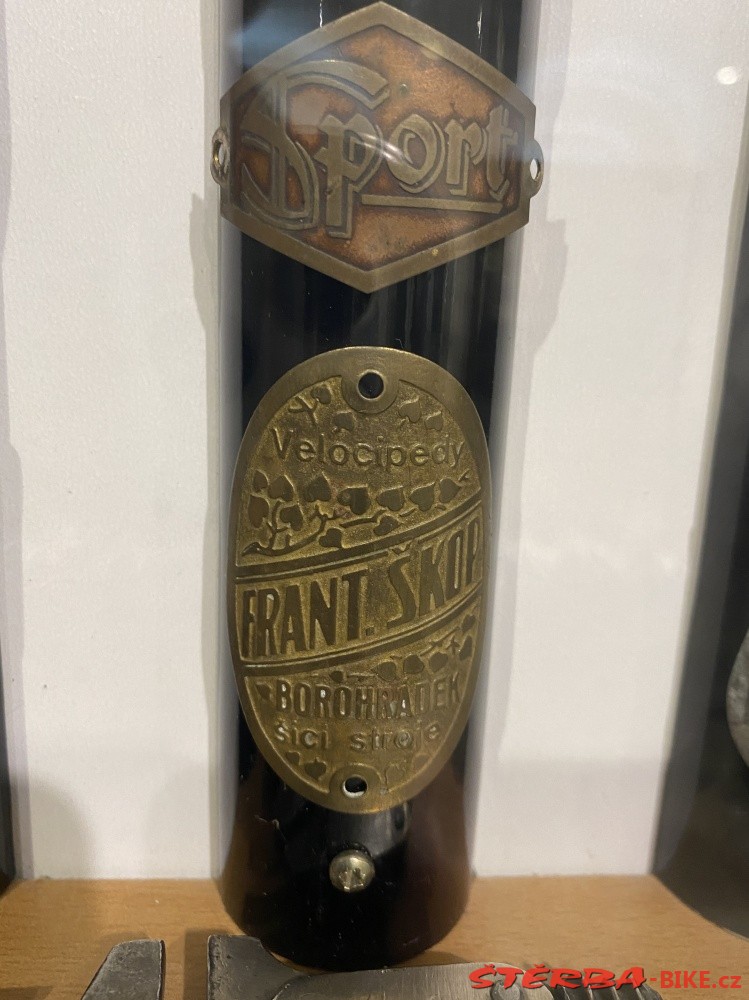 Sport
Velocipedy
FRANT. ŠKOP
BOROHRÁDEK
šicí stroje
ŠTĚRBA-BIKE.cz